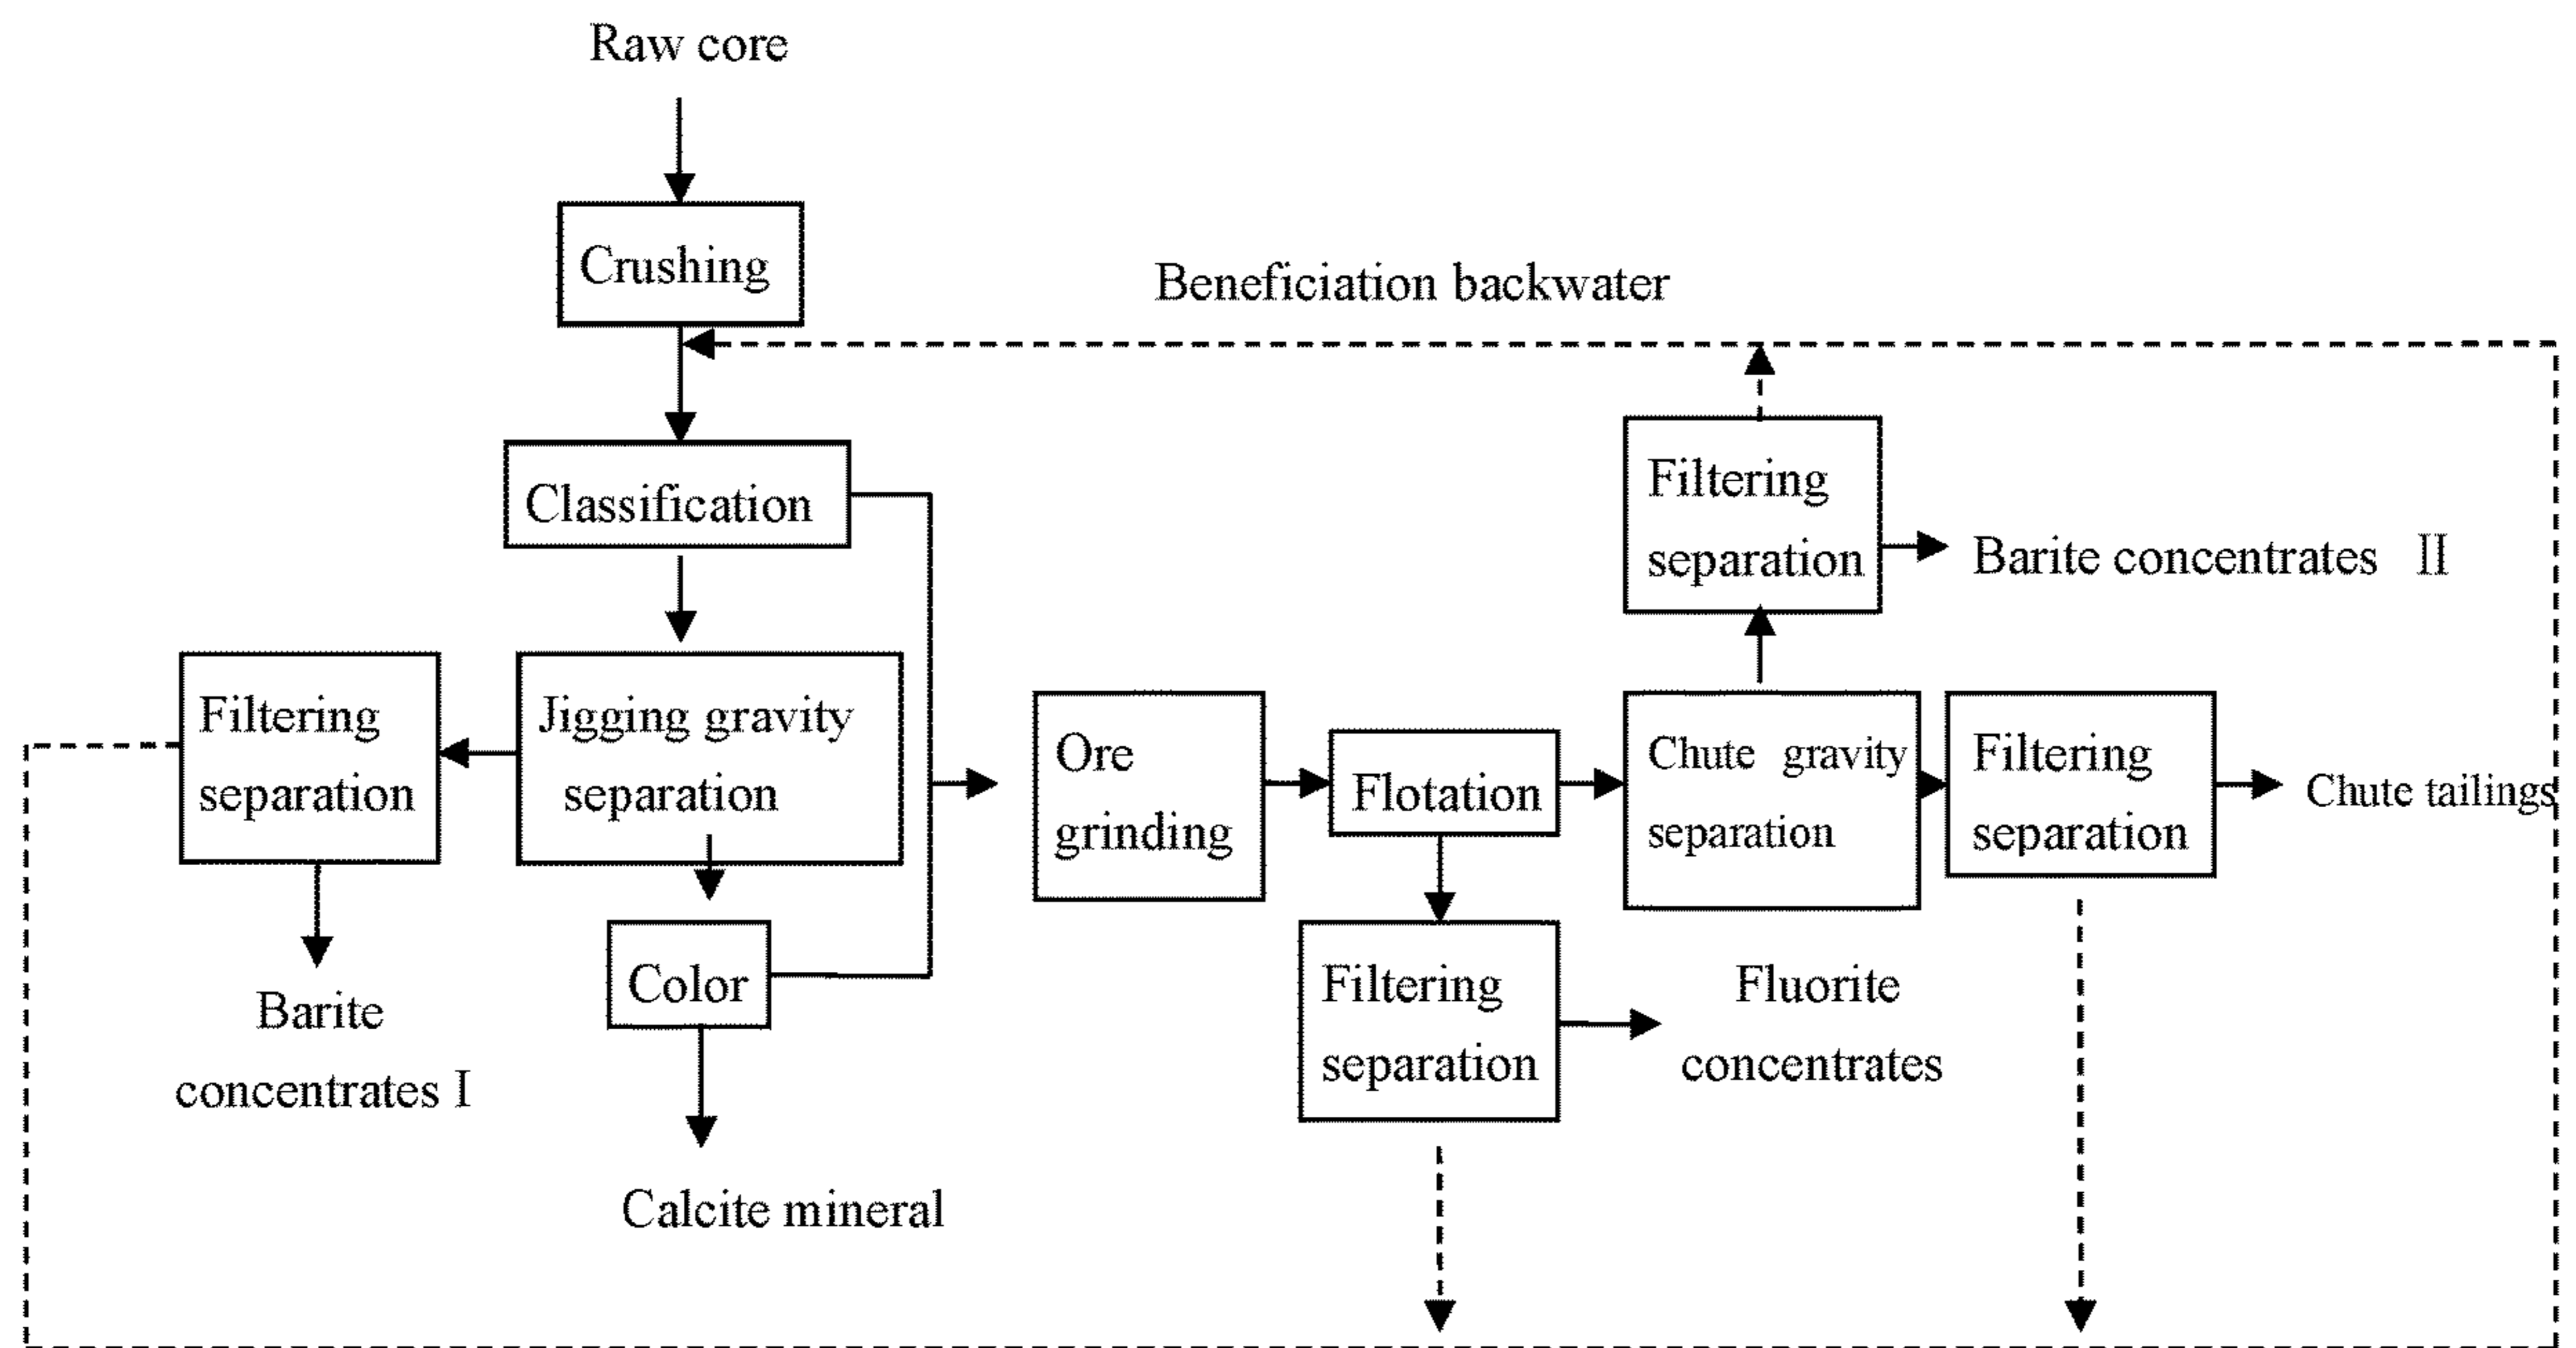 Raw core
Crushing
Beneficiation backwater
Classification
Filtering
separation
Barite concentrates II
Filtering
separation
Jigging gravity
separation
Ore
grinding
Flotation
Chute gravity
separation
Filtering
separation
Chute tailings
Color
Barite
concentrates I
Filtering
separation
Fluorite
concentrates
Calcite mineral